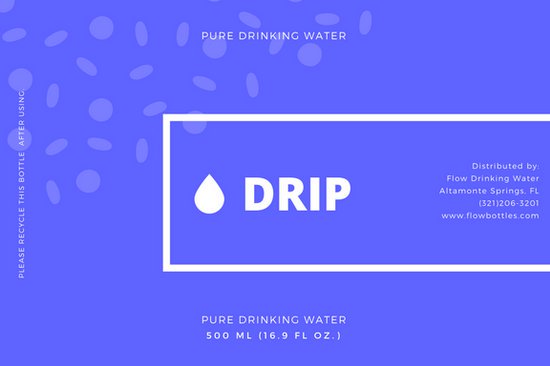 PURE DRINKING WATER
PLEASE RECYCLE THIS BOTTLE AFTER USING.
DRIP
Distributed by:
Flow Drinking Water
Altamonte Springs, FL
(321)206-3201
www.flowbottles.com
PURE DRINKING WATER
500 ML (16.9 FL OZ.)